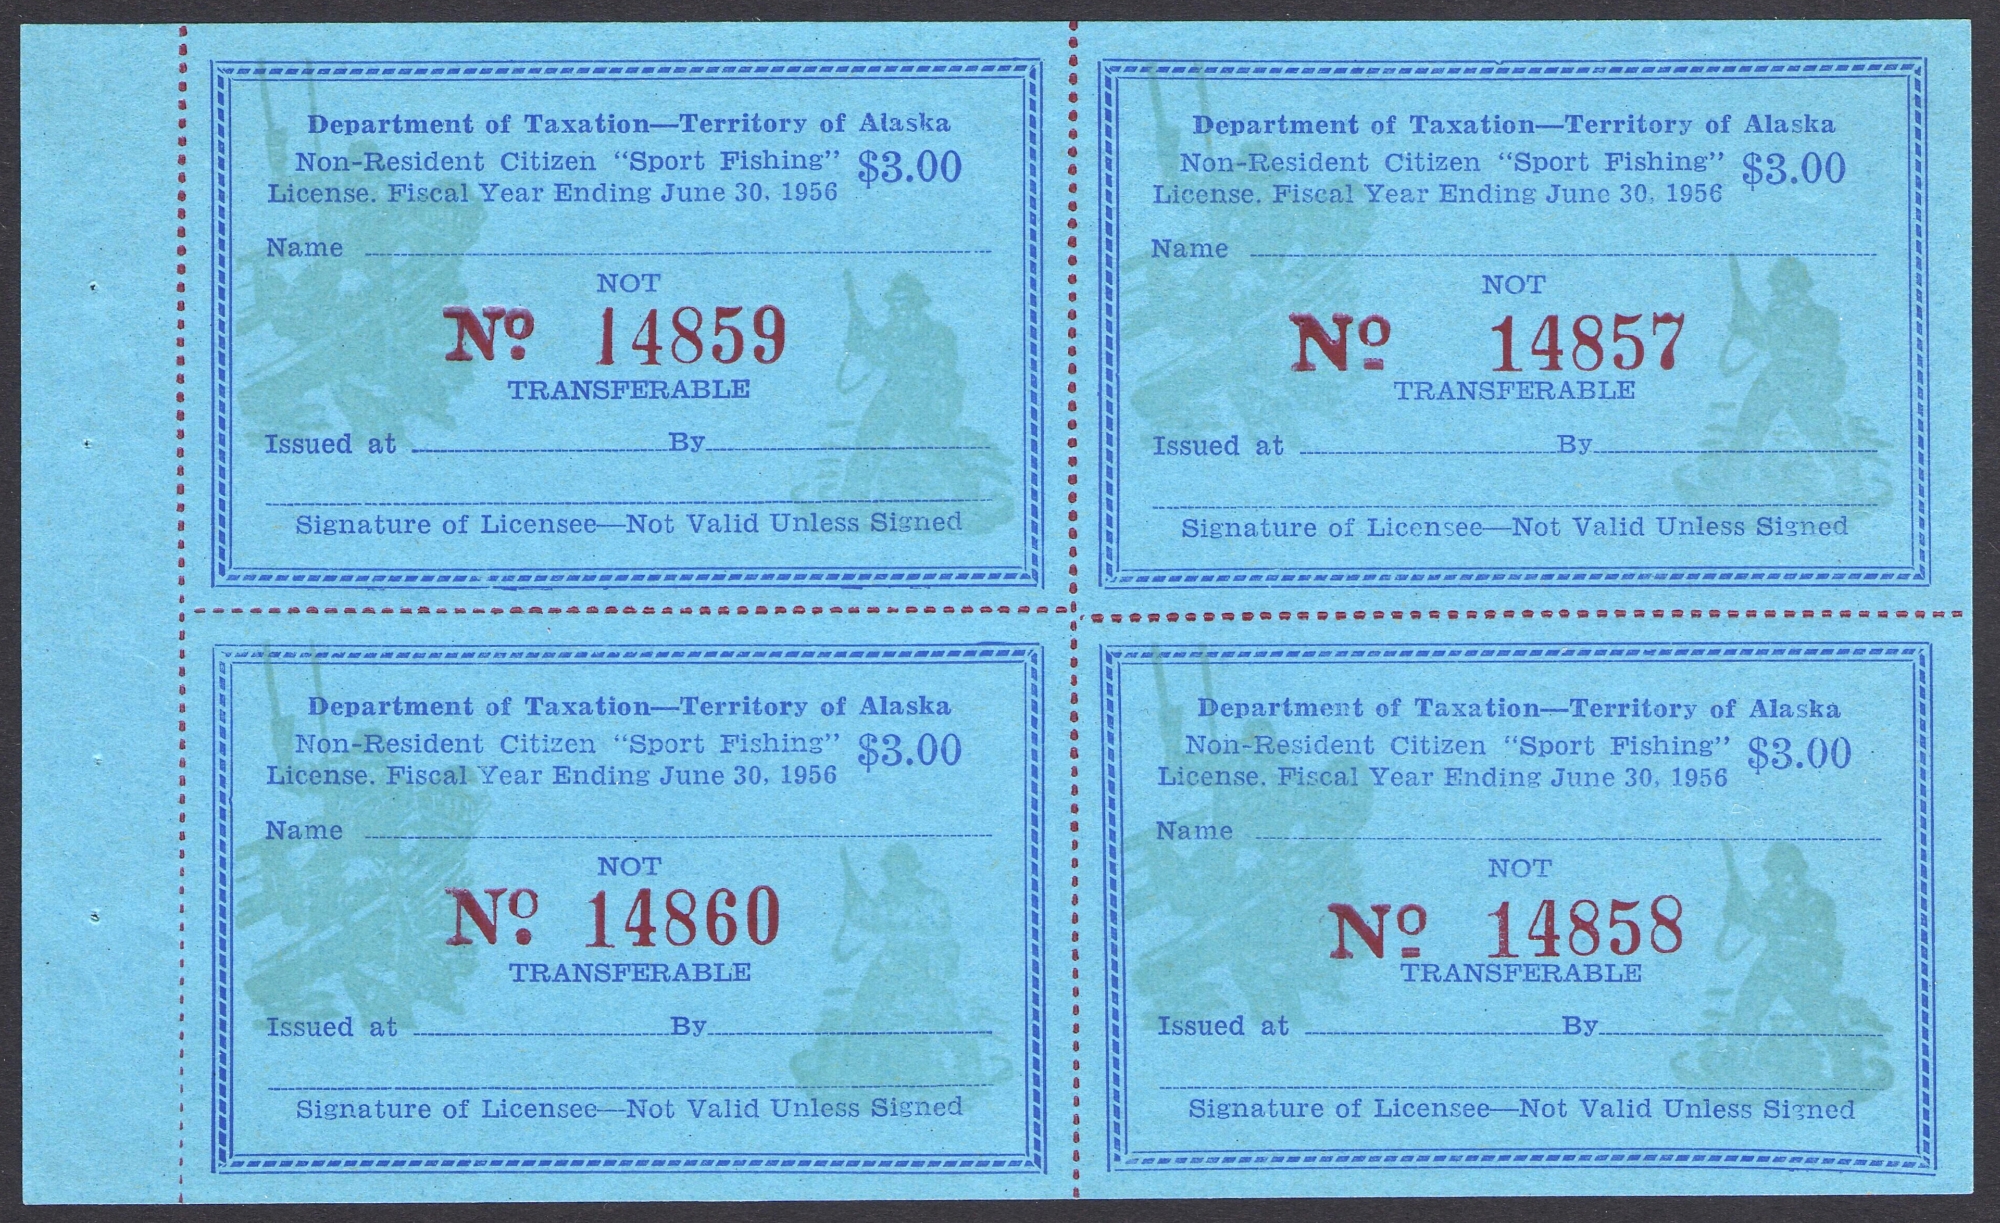 Department of Taxation—Territory of Alaska
Non-Resident Citizen "Sport Fishing" $3.00
License. Fiscal Year Ending June 30, 1956
Name
NOT
No. 14859
TRANSFERABLE
Issued at By
Signature of Licensee—Not Valid Unless Signed
Department of Taxation—Territory of Alaska
Non-Resident Citizen "Sport Fishing" $3.00
License. Fiscal Year Ending June 30, 1956
Name
NOT
No 14857
TRANSFERABLE
Issued at By
Signature of Licensee—Not Valid Unless Signed
Department of Taxation—Territory of Alaska
Non-Resident Citizen "Sport Fishing" $3.00
License. Fiscal Year Ending June 30, 1956
Name
NOT
No. 14860
TRANSFERABLE
Issued at By
Signature of Licensee—Not Valid Unless Signed
Department of Taxation—Territory of Alaska
Non-Resident Citizen "Sport Fishing" $3.00
License. Fiscal Year Ending June 30, 1956
Name
NOT
No 14858
TRANSFERABLE
Issued at By
Signature of Licensee—Not Valid Unless Signed